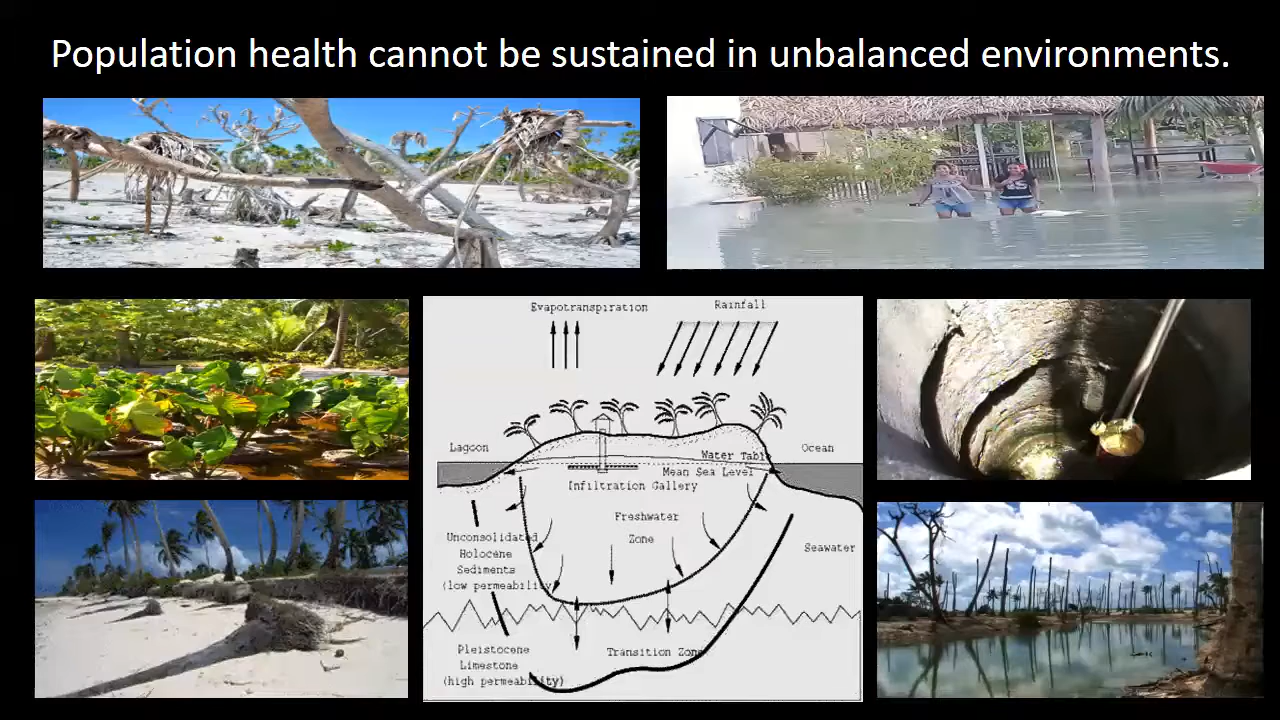 Population health cannot be sustained in unbalanced environments.
Evapotranspiration
Rainfall
Lagoon
Ocean
Water Tabl
Mean Sea Level
Infiltration Gallery
Freshwater
Zone
Unconsolidated
Holocene
Sediments
(low permeability
Seawater
Pleistocene
Limestone
(high permeability)
Transition Zone